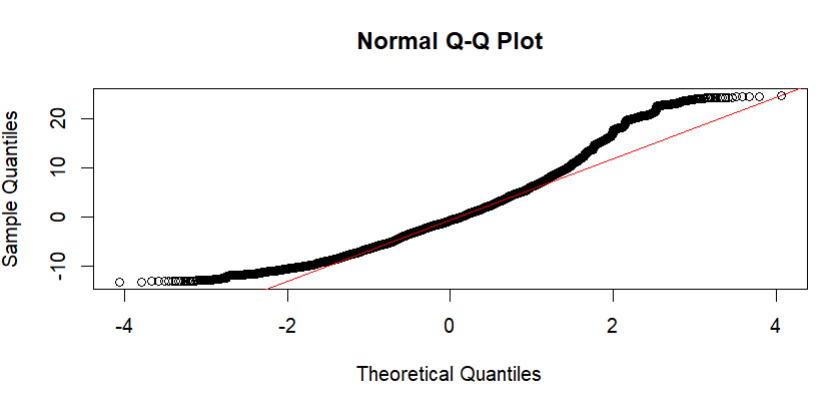 Normal Q-Q Plot
Sample Quantiles
20
10
0
-10
-4 -2 0 2 4
Theoretical Quantiles